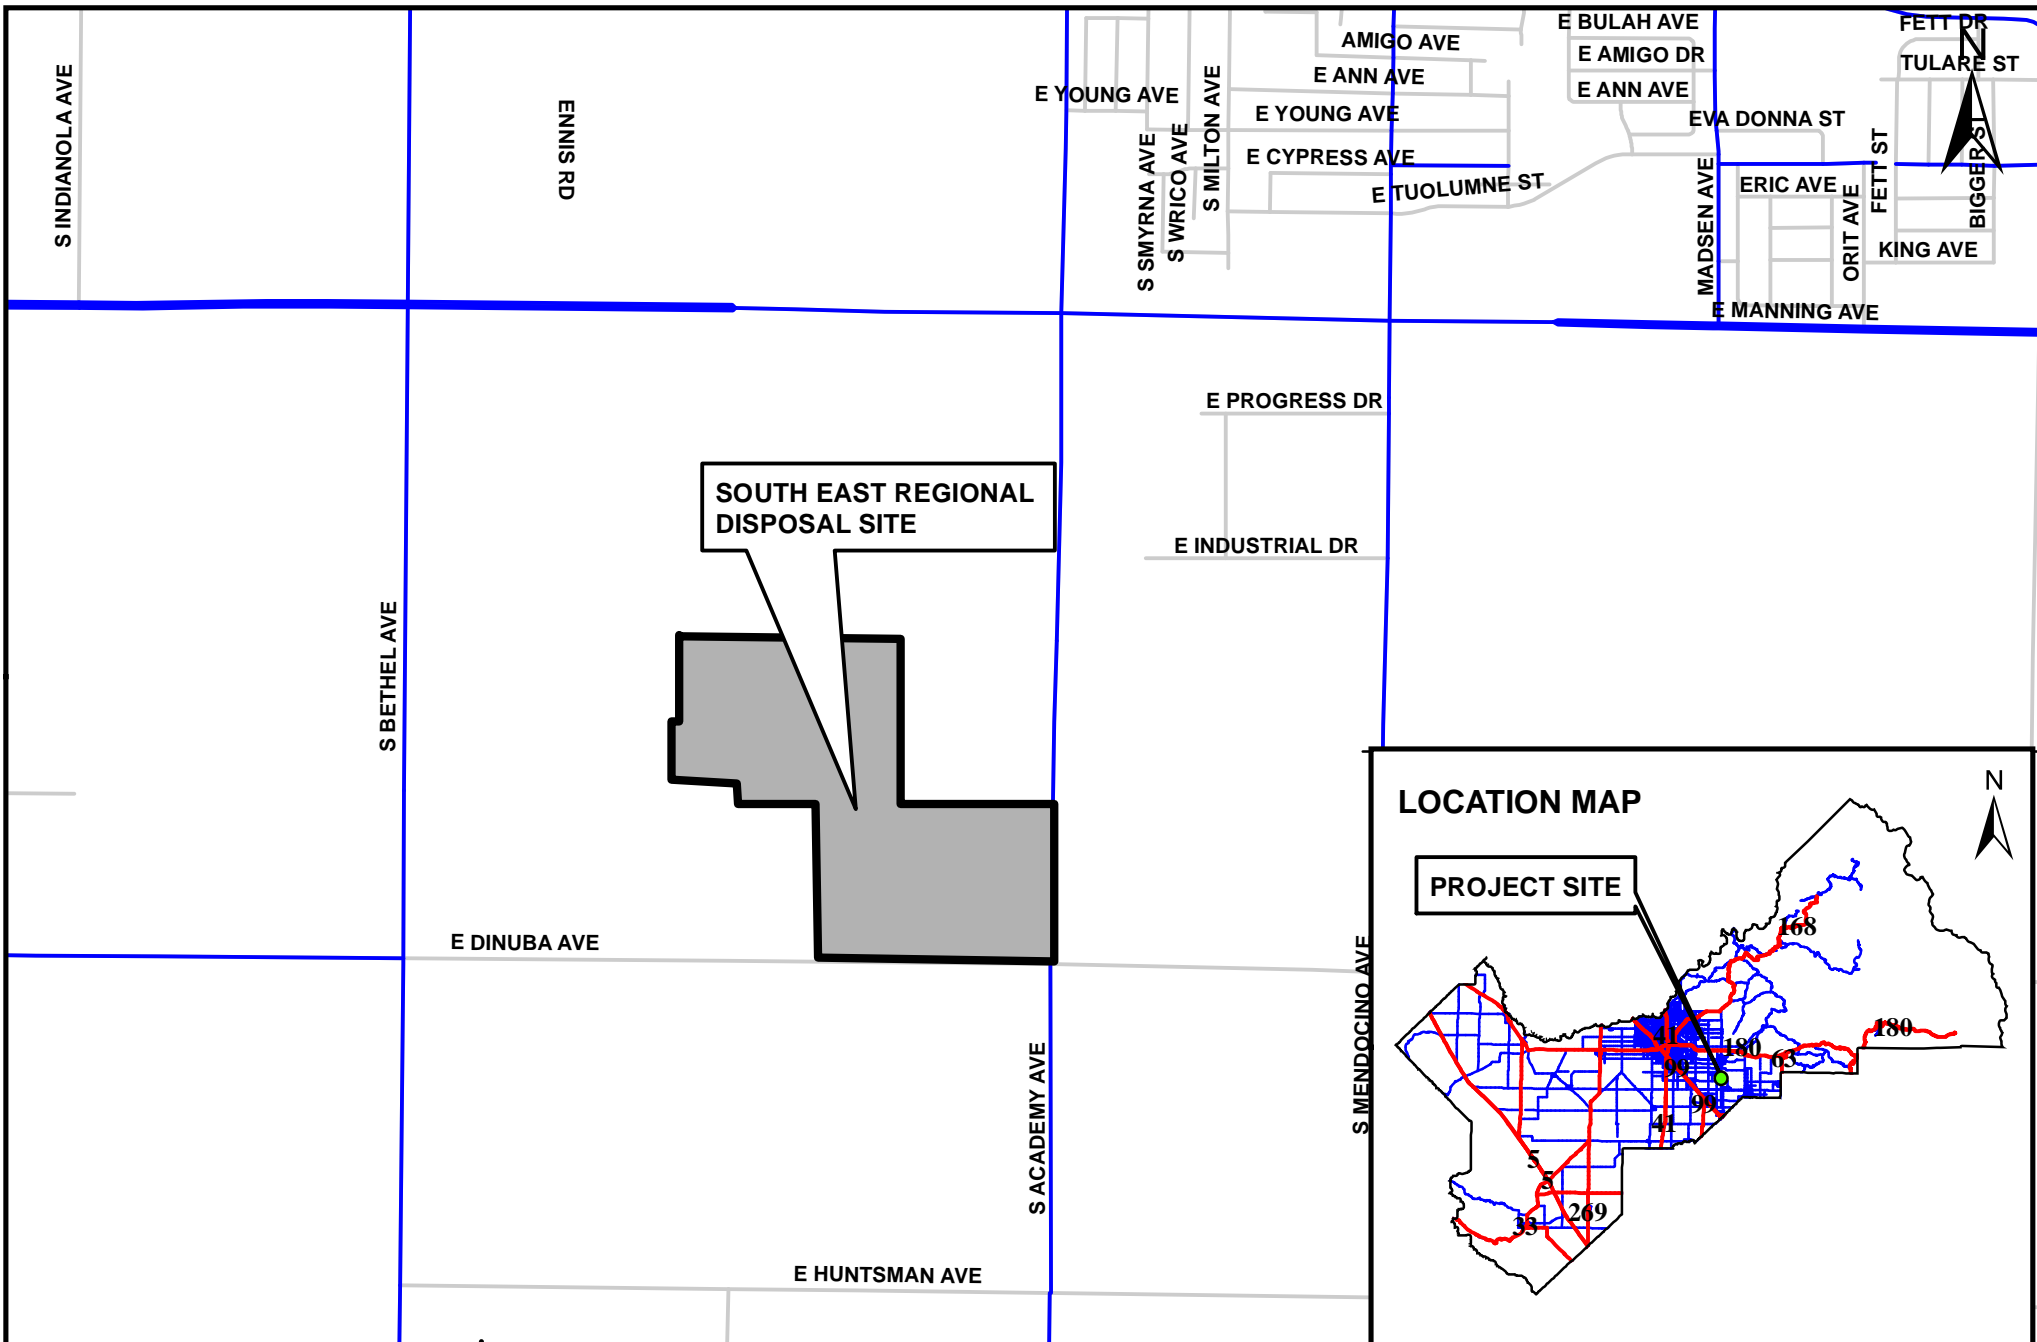 E BULAH AVE
FETT DR
N
AMIGO AVE
E AMIGO DR
TULARE ST
E ANN AVE
E ANN AVE
E YOUNG AVE
E YOUNG AVE
EVA DONNA ST
E CYPRESS AVE
E TUOLUMNE ST
ERIC AVE
KING AVE
S INDIANOLA AVE
ENNIS RD
S SMYRNA AVE
S WRICO AVE
S MILTON AVE
MADSEN AVE
ORIT AVE
FETT ST
BIGGER ST
E MANNING AVE
E PROGRESS DR
SOUTH EAST REGIONAL
DISPOSAL SITE
E INDUSTRIAL DR
S BETHEL AVE
E DINUBA AVE
S ACADEMY AVE
S MENDOCINO AVE
E HUNTSMAN AVE
LOCATION MAP
N
PROJECT SITE
168
180
41
180
63
99
99
41
5
5
269
33